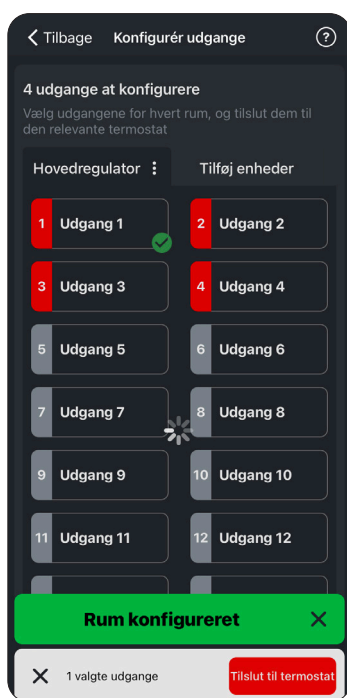 Tilbage Konfigurér udgange ?
4 udgange at konfigurere
Vælg udgangene for hvert rum, og tilslut dem til
den relevante termostat
Hovedregulator Tilføj enheder
1 Udgang 1
2 Udgang 2
3 Udgang 3
4 Udgang 4
5 Udgang 5
6 Udgang 6
7 Udgang 7
8 Udgang 8
9 Udgang 9
10 Udgang 10
11 Udgang 11
12 Udgang 12
Rum konfigureret
1 valgte udgange Tilslut til termostat